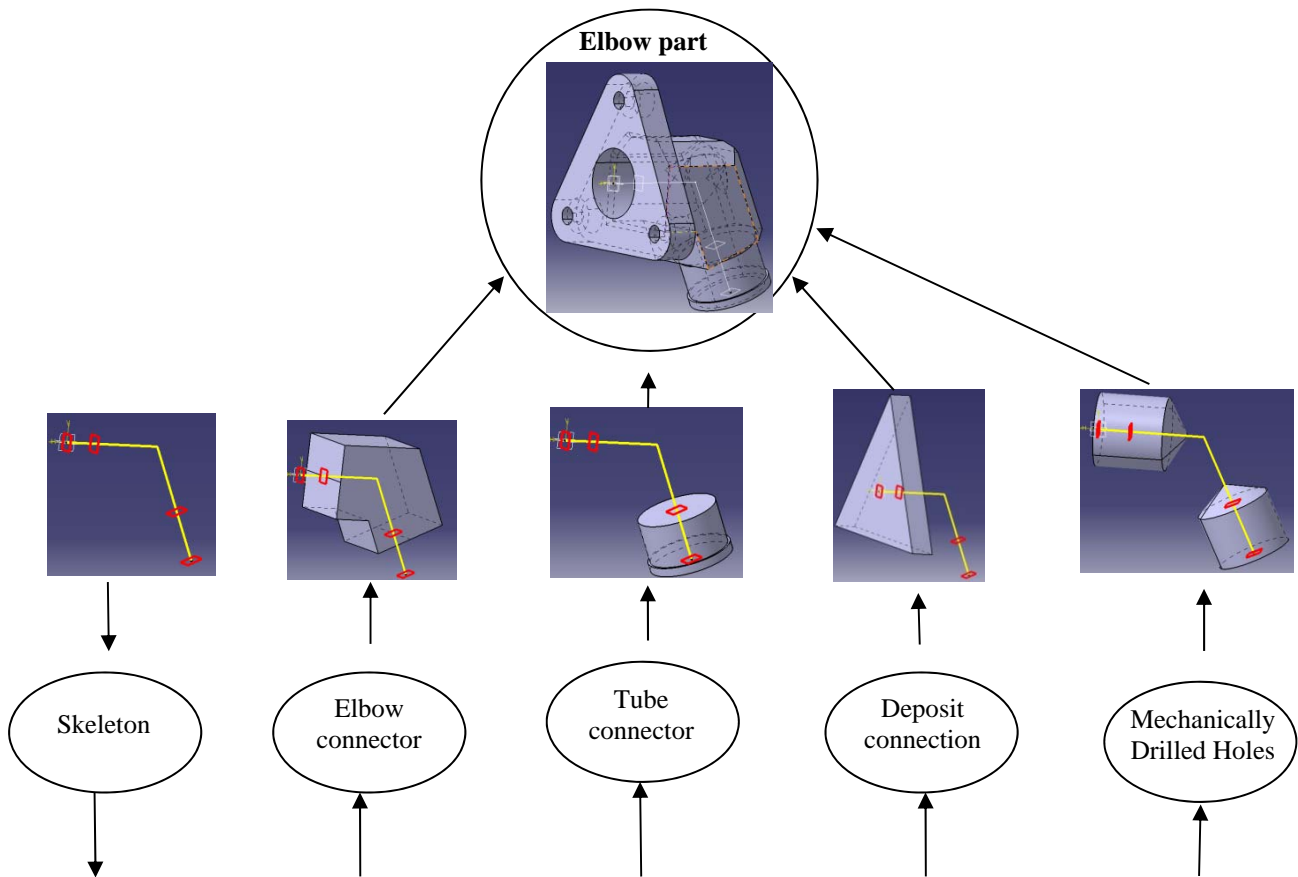 Elbow part
Skeleton
Elbow
connector
Tube
connector
Deposit
connection
Mechanically
Drilled Holes